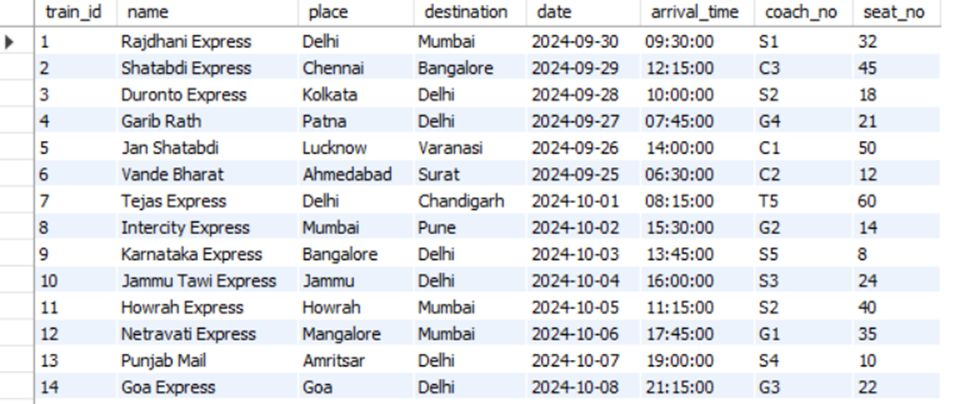 train_id name place destination date arrival_time coach_no seat_no
1 Rajdhani Express Delhi Mumbai 2024-09-30 09:30:00 S1 32
2 Shatabdi Express Chennai Bangalore 2024-09-29 12:15:00 C3 45
3 Duronto Express Kolkata Delhi 2024-09-28 10:00:00 S2 18
4 Garib Rath Patna Delhi 2024-09-27 07:45:00 G4 21
5 Jan Shatabdi Lucknow Varanasi 2024-09-26 14:00:00 C1 50
6 Vande Bharat Ahmedabad Surat 2024-09-25 06:30:00 C2 12
7 Tejas Express Delhi Chandigarh 2024-10-01 08:15:00 T5 60
8 Intercity Express Mumbai Pune 2024-10-02 15:30:00 G2 14
9 Karnataka Express Bangalore Delhi 2024-10-03 13:45:00 S5 8
10 Jammu Tawi Express Jammu Delhi 2024-10-04 16:00:00 S3 24
11 Howrah Express Howrah Mumbai 2024-10-05 11:15:00 S2 40
12 Netravati Express Mangalore Mumbai 2024-10-06 17:45:00 G1 35
13 Punjab Mail Amritsar Delhi 2024-10-07 19:00:00 S4 10
14 Goa Express Goa Delhi 2024-10-08 21:15:00 G3 22